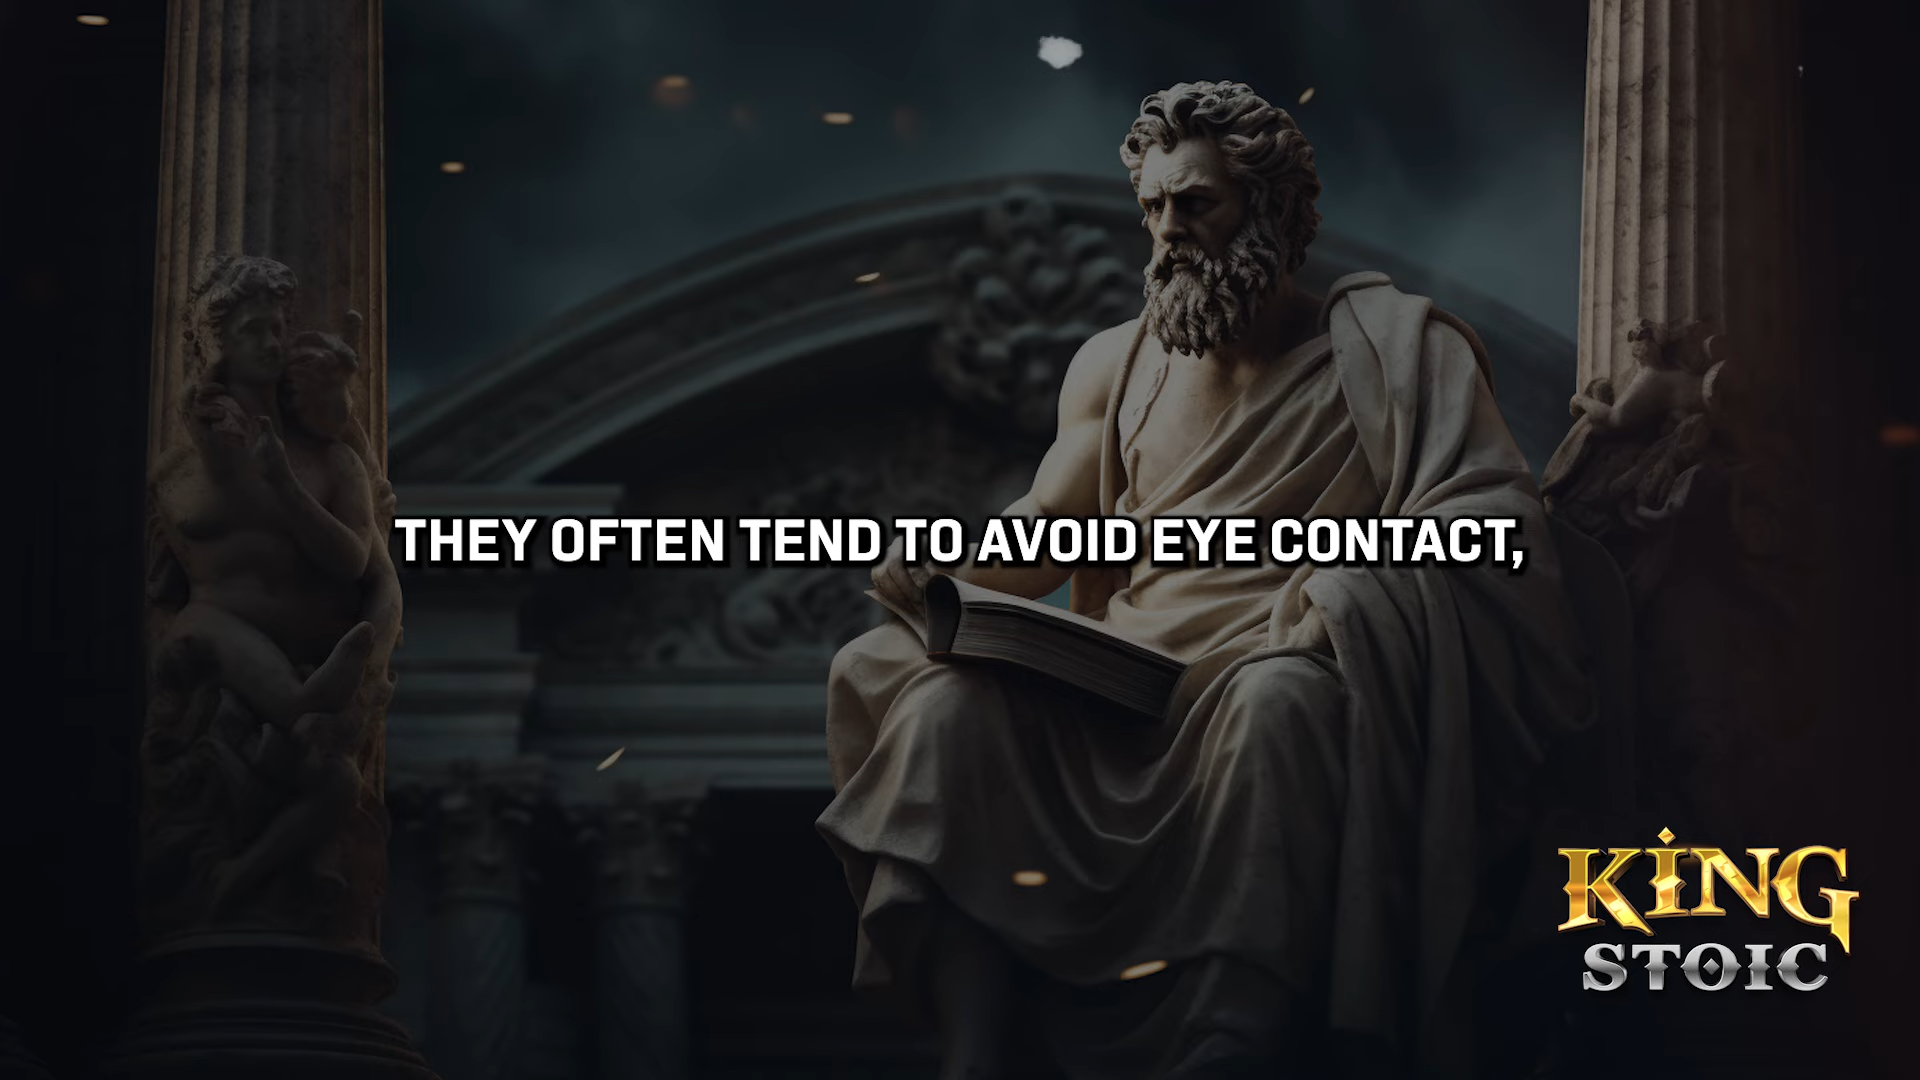 THEY OFTEN TEND TO AVOID EYE CONTACT,
KING
STOIC